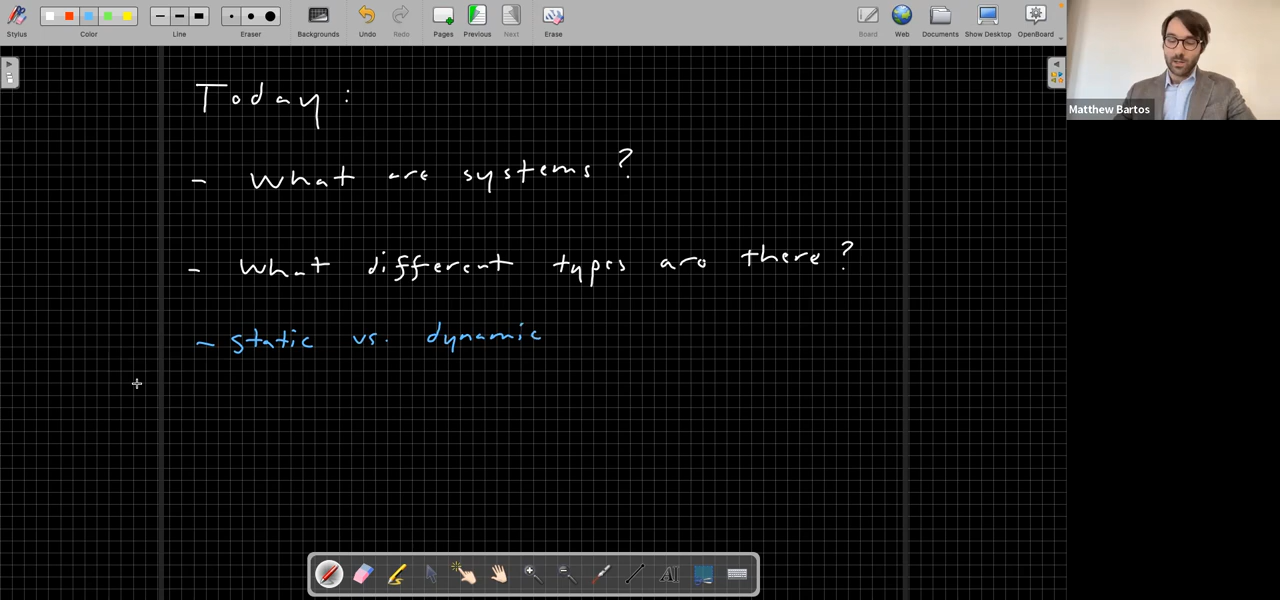 Stylus
Color
Line
Eraser
Backgrounds
Undo
Redo
Pages
Previous
Next
Erase
Board
Web
Documents
Show Desktop
OpenBoard
Matthew Bartos
Today:
- What are systems?
- What different types are there?
- static vs. dynamic
AI